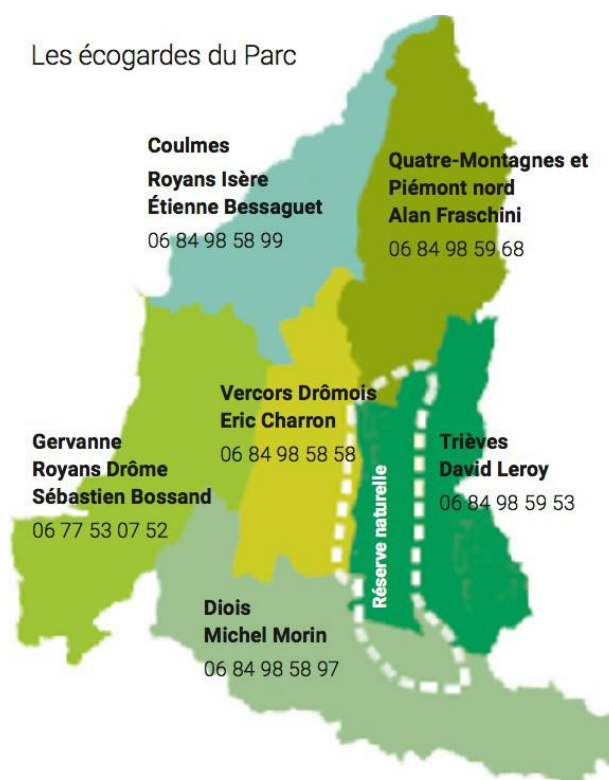 Les écogardes du Parc
Coulmes
Royans Isère
Étienne Bessaguet
06 84 98 58 99
Quatre-Montagnes et
Piémont nord
Alan Fraschini
06 84 98 59 68
Vercors Drômois
Eric Charron
06 84 98 58 58
Gervanne
Royans Drôme
Sébastien Bossand
06 77 53 07 52
Réserve naturelle
Trièves
David Leroy
06 84 98 59 53
Diois
Michel Morin
06 84 98 58 97